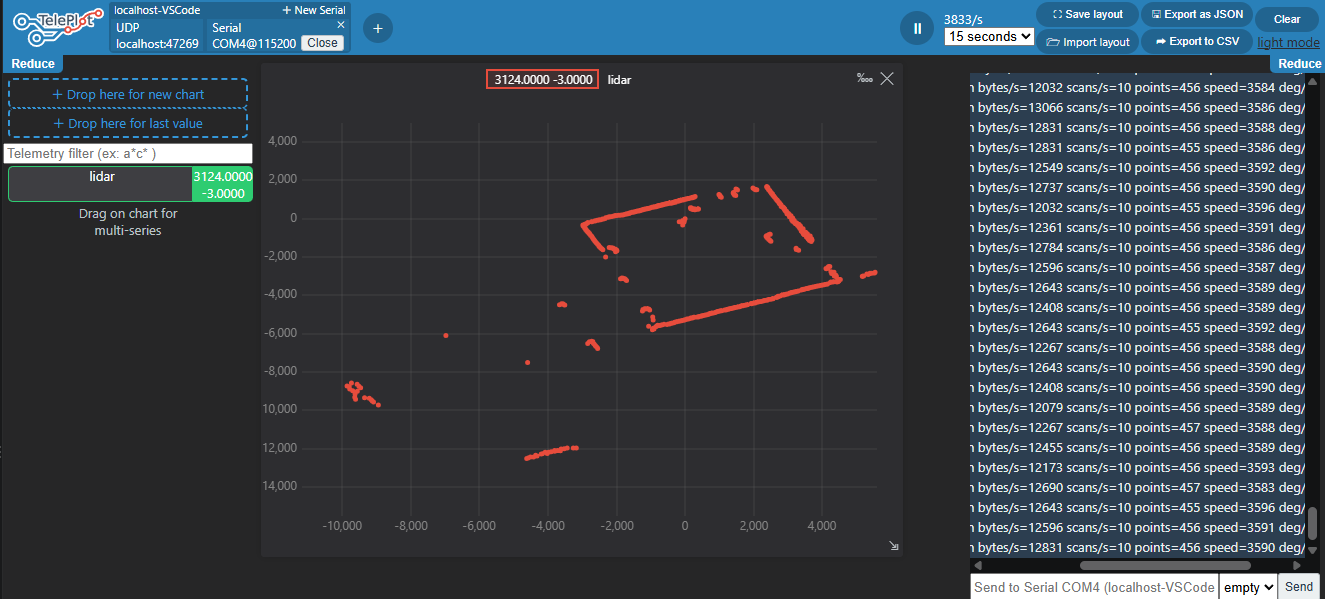 TelePlot
localhost-VSCode
+ New Serial
UDP
localhost:47269
Serial
COM4@115200
Close
+
3833/s
15 seconds
Save layout
Import layout
Export as JSON
Export to CSV
Clear
light mode
Reduce
Reduce
+ Drop here for new chart
+ Drop here for last value
Telemetry filter (ex: a*c* )
lidar
3124.0000
-3.0000
Drag on chart for
multi-series
3124.0000 -3.0000 lidar
4,000
2,000
0
-2,000
-4,000
-6,000
-8,000
10,000
12,000
14,000
-10,000 -8,000 -6,000 -4,000 -2,000 0 2,000 4,000
bytes/s=12032 scans/s=10 points=456 speed=3584 deg/
bytes/s=13066 scans/s=10 points=456 speed=3586 deg/
bytes/s=12831 scans/s=10 points=456 speed=3588 deg/
bytes/s=12831 scans/s=10 points=455 speed=3586 deg/
bytes/s=12549 scans/s=10 points=456 speed=3592 deg/
bytes/s=12737 scans/s=10 points=456 speed=3590 deg/
bytes/s=12032 scans/s=10 points=455 speed=3596 deg/
bytes/s=12361 scans/s=10 points=456 speed=3591 deg/
bytes/s=12784 scans/s=10 points=456 speed=3586 deg/
bytes/s=12596 scans/s=10 points=456 speed=3587 deg/
bytes/s=12643 scans/s=10 points=456 speed=3589 deg/
bytes/s=12408 scans/s=10 points=456 speed=3589 deg/
bytes/s=12643 scans/s=10 points=455 speed=3592 deg/
bytes/s=12267 scans/s=10 points=456 speed=3588 deg/
bytes/s=12643 scans/s=10 points=456 speed=3590 deg/
bytes/s=12408 scans/s=10 points=456 speed=3590 deg/
bytes/s=12079 scans/s=10 points=456 speed=3589 deg/
bytes/s=12267 scans/s=10 points=457 speed=3588 deg/
bytes/s=12455 scans/s=10 points=456 speed=3589 deg/
bytes/s=12173 scans/s=10 points=456 speed=3593 deg/
bytes/s=12690 scans/s=10 points=457 speed=3583 deg/
bytes/s=12643 scans/s=10 points=455 speed=3596 deg/
bytes/s=12596 scans/s=10 points=456 speed=3591 deg/
bytes/s=12831 scans/s=10 points=456 speed=3590 deg/
Send to Serial COM4 (localhost-VSCode
empty
Send